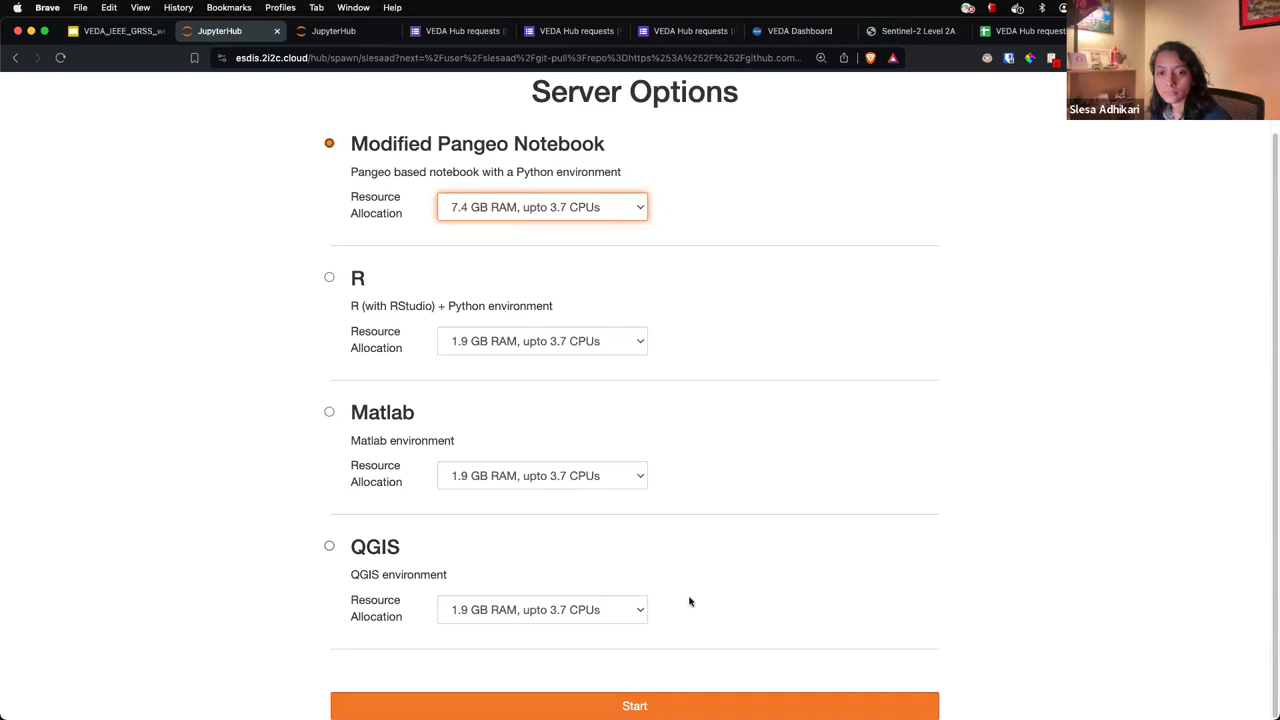 Brave File Edit View History Bookmarks Profiles Tab Window Help
VEDA_IEEE_GRSS_w
JupyterHub
JupyterHub
VEDA Hub requests
VEDA Hub requests
VEDA Hub requests
VEDA Dashboard
Sentinel-2 Level 2A
VEDA Hub request
esdis.2i2c.cloud/hub/spawn/slesaad?next=%2Fuser%2Fslesaad%2Fgit-pull%3Frepo%3Dhttps%253A%252F%252Fgithub.com...
Slesa Adhikari
Server Options
Modified Pangeo Notebook
Pangeo based notebook with a Python environment
Resource Allocation
7.4 GB RAM, upto 3.7 CPUs
R
R (with RStudio) + Python environment
Resource Allocation
1.9 GB RAM, upto 3.7 CPUs
Matlab
Matlab environment
Resource Allocation
1.9 GB RAM, upto 3.7 CPUs
QGIS
QGIS environment
Resource Allocation
1.9 GB RAM, upto 3.7 CPUs
Start